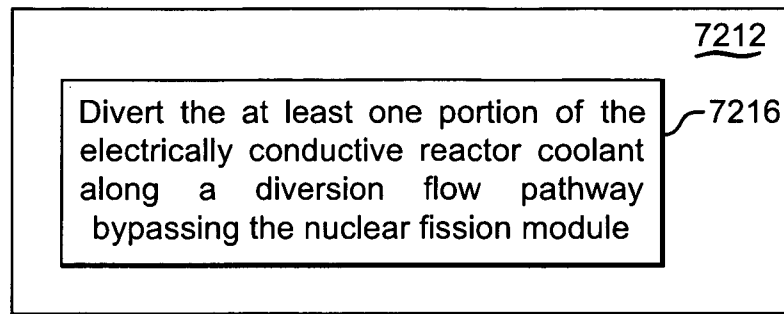 7212
Divert the at least one portion of the
electrically conductive reactor coolant
along a diversion flow pathway
bypassing the nuclear fission module
7216